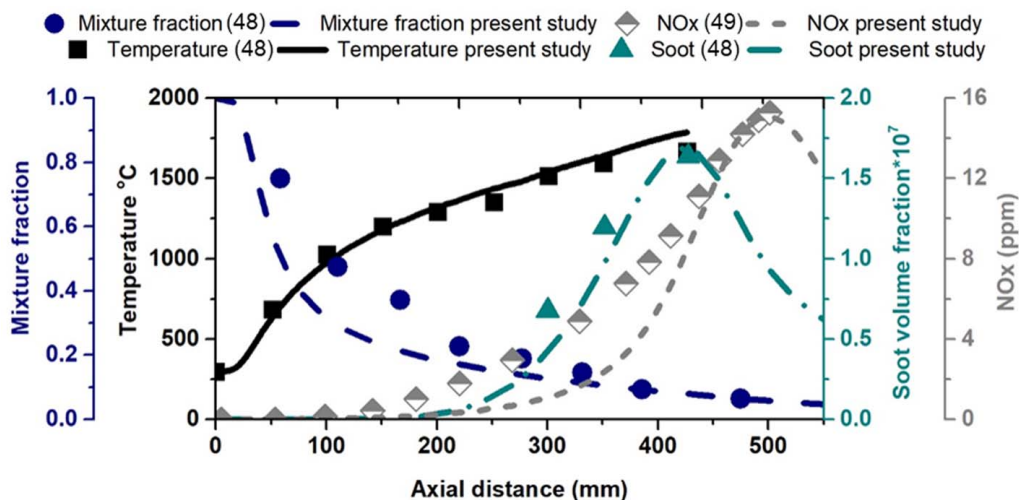 Mixture fraction (48) Mixture fraction present study NOx (49) NOx present study
Temperature (48) Temperature present study Soot (48) Soot present study
1.0 2000 2.0 16
0.8 1500 1.5 12
0.6 1000 1.0 8
0.4 500 0.5 4
0.2 0 0.0 0
0.0
Mixture fraction
Temperature °C
Soot volume fraction*10⁷
NOx (ppm)
0 100 200 300 400 500
Axial distance (mm)